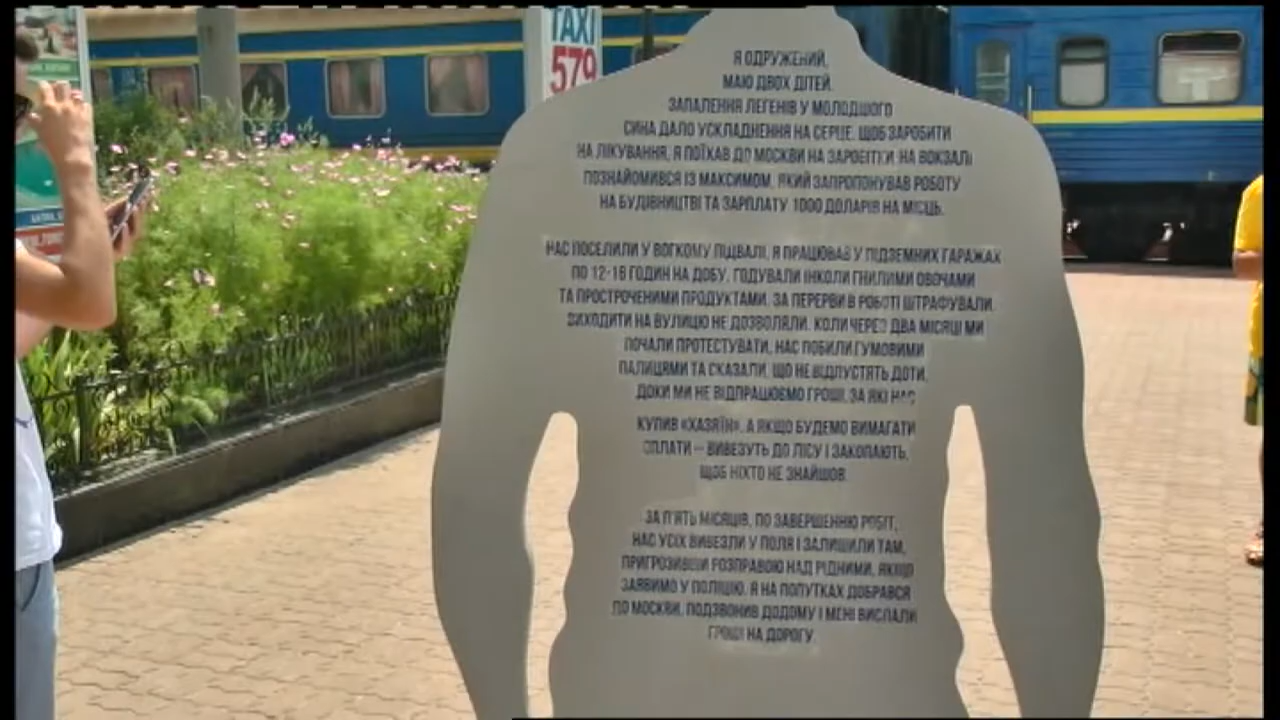 TAXI
579
Я ОДРУЖЕНИЙ,
МАЮ ДВОХ ДІТЕЙ.
ЗАПАЛЕННЯ ЛЕГЕНІВ У МОЛОДШОГО
СИНА ДАЛО УСКЛАДНЕННЯ НА СЕРЦЕ. ЩОБ ЗАРОБИТИ
НА ЛІКУВАННЯ, Я ПОЇХАВ ДО МОСКВИ НА ЗАРОБІТКИ. НА ВОКЗАЛІ
ПОЗНАЙОМИВСЯ ІЗ МАКСИМОМ, ЯКИЙ ЗАПРОПОНУВАВ РОБОТУ
НА БУДІВНИЦТВІ ТА ЗАРПЛАТУ 1000 ДОЛАРІВ НА МІСЦЬ.
НАС ПОСЕЛИЛИ У ВОГКОМУ ПІДВАЛІ, Я ПРАЦЮВАВ У ПІДЗЕМНИХ ГАРАЖАХ
ПО 12-18 ГОДИН НА ДОБУ. ГОДУВАЛИ ІНКОЛИ ГНИЛИМИ ОВОЧАМИ
ТА ПРОСТРОЧЕНИМИ ПРОДУКТАМИ. ЗА ПЕРЕРВИ В РОБОТІ ШТРАФУВАЛИ.
ВИХОДИТИ НА ВУЛИЦЮ НЕ ДОЗВОЛЯЛИ. КОЛИ ЧЕРЕЗ ДВА МІСЯЦІ МИ
ПОЧАЛИ ПРОТЕСТУВАТИ, НАС ПОБИЛИ ГУМОВИМИ
ПАЛИЦЯМИ ТА СКАЗАЛИ, ЩО НЕ ВІДПУСТЯТЬ ДОТИ,
ДОКИ МИ НЕ ВІДПРАЦЮЄМО ГРОШІ, ЗА ЯКІ НАС
КУПИВ «ХАЗЯЇН». А ЯКЩО БУДЕМО ВИМАГАТИ
ОПЛАТИ – ВИВЕЗУТЬ ДО ЛІСУ І ЗАКОПАЮТЬ,
ЩОБ НІХТО НЕ ЗНАЙШОВ.
ЗА П'ЯТЬ МІСЯЦІВ, ПО ЗАВЕРШЕННЮ РОБІТ,
НАС УСІХ ВИВЕЗЛИ У ПОЛЯ І ЗАЛИШИЛИ ТАМ,
ПРИГРОЗИВШИ РОЗПРАВОЮ НАД РІДНИМИ, ЯКЩО
ЗАЯВИМО У ПОЛІЦІЮ. Я НА ПОПУТКАХ ДОБРАВСЯ
ДО МОСКВИ, ПОДЗВОНИВ ДОДОМУ І МЕНІ ВИСЛАЛИ
ГРОШІ НА ДОРОГУ.